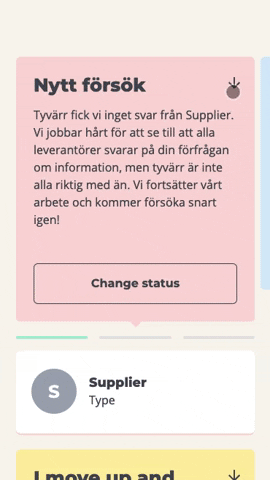 Nytt försök
Tyvärr fick vi inget svar från Supplier.
Vi jobbar hårt för att se till att alla
leverantörer svarar på din förfrågan
om information, men tyvärr är inte
alla riktig med än. Vi fortsätter vårt
arbete och kommer försöka snart
igen!
Change status
S
Supplier
Type
I move up and